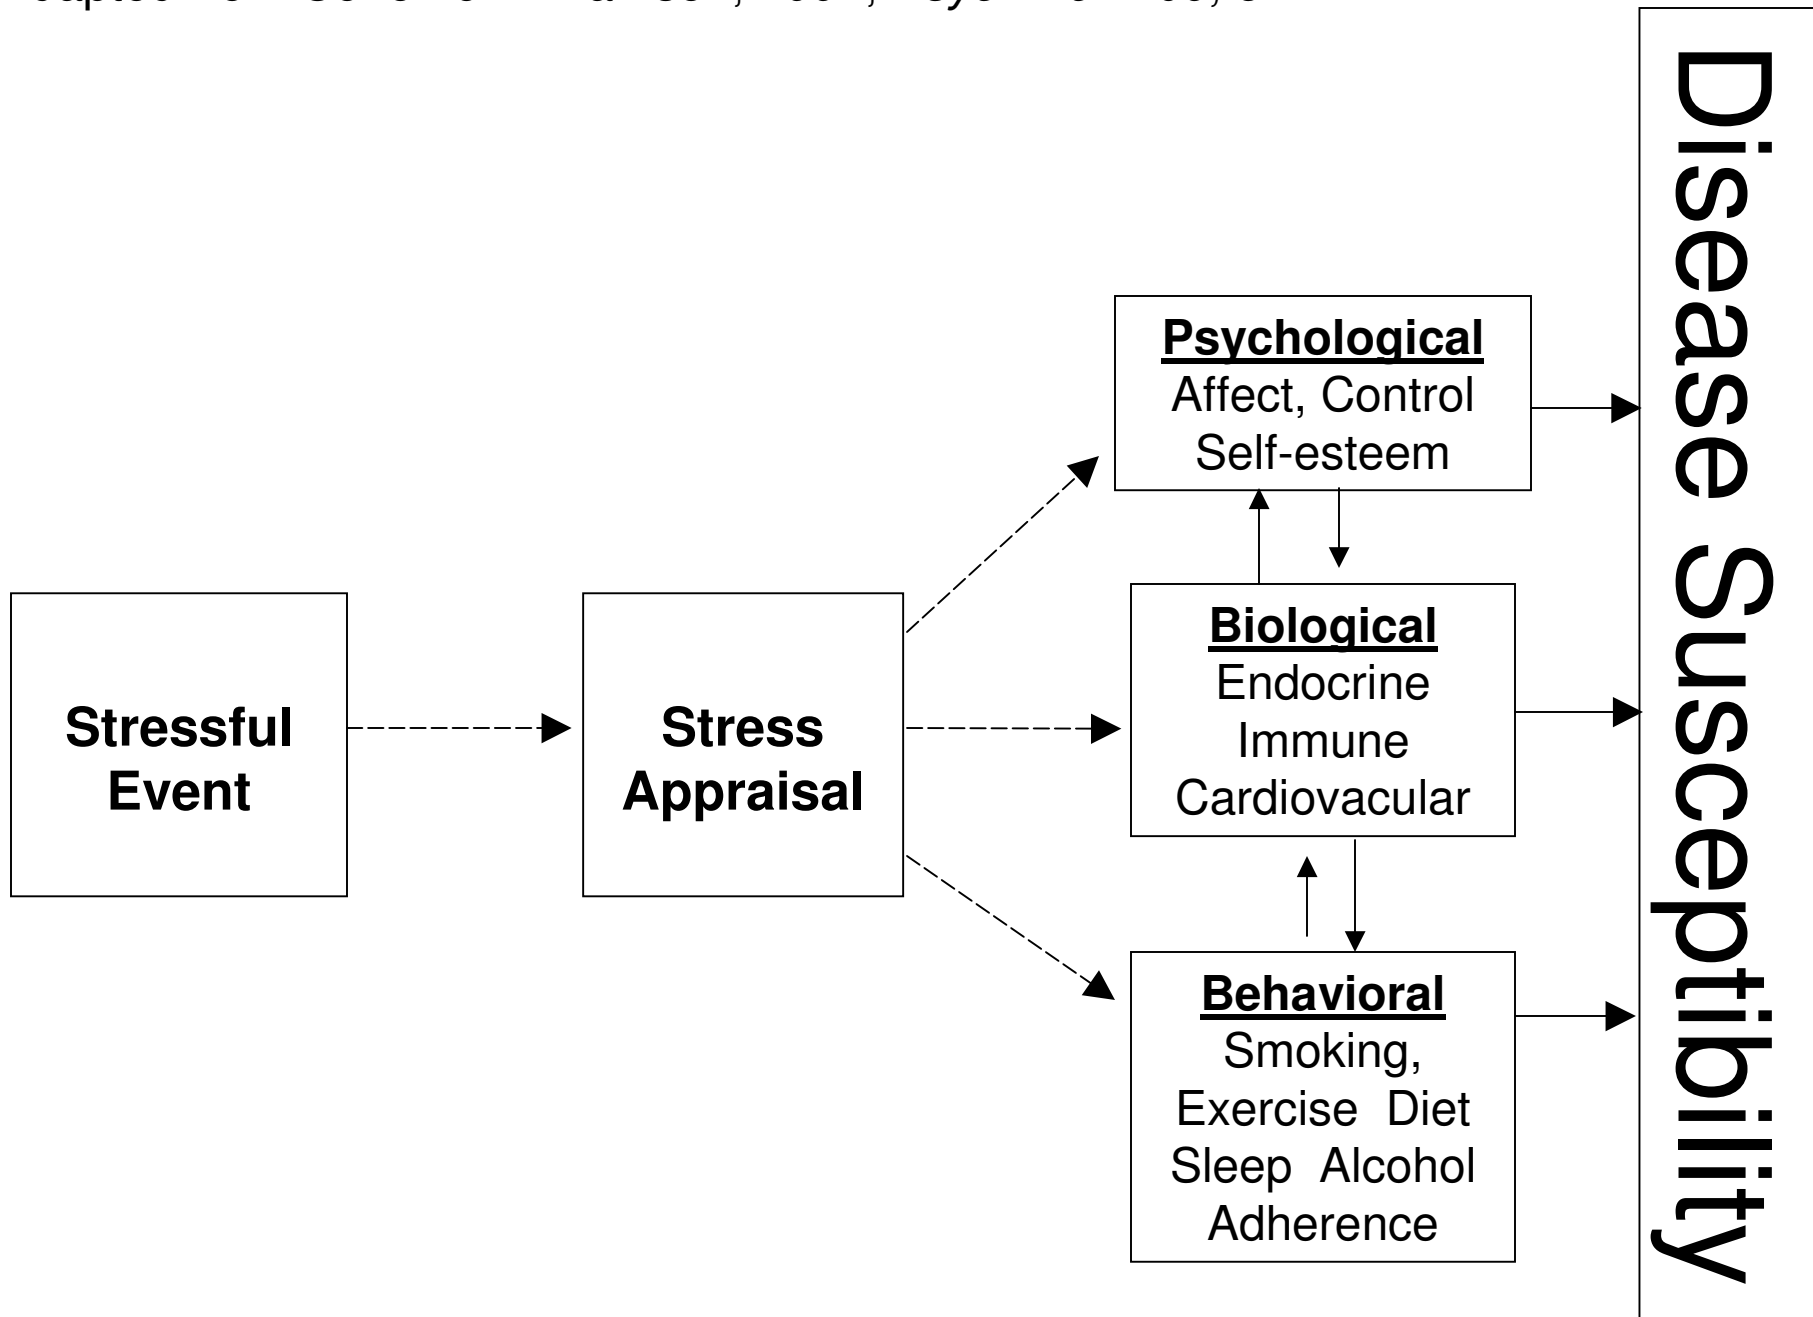 Stressful
Event
Stress
Appraisal
Psychological
Affect, Control
Self-esteem
Biological
Endocrine
Immune
Cardiovacular
Behavioral
Smoking,
Exercise Diet
Sleep Alcohol
Adherence
Disease Susceptibility